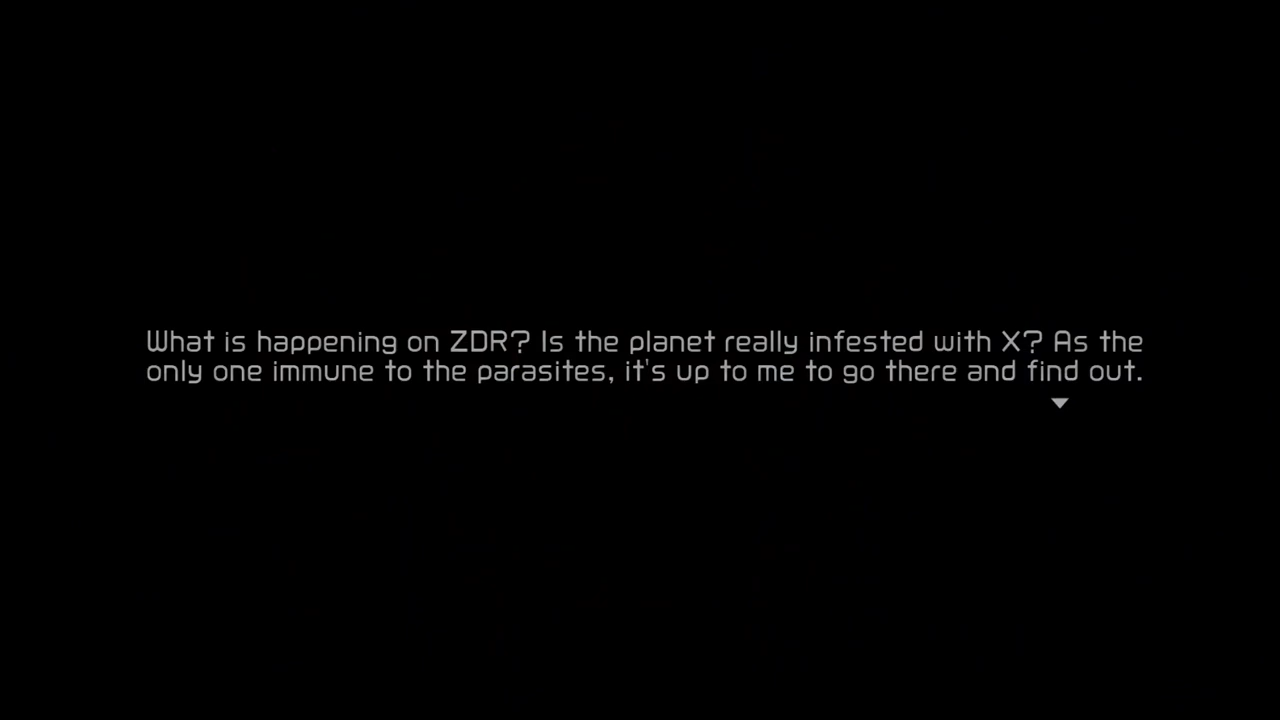 What is happening on ZDR? Is the planet really infested with X? As the
only one immune to the parasites, it's up to me to go there and find out.